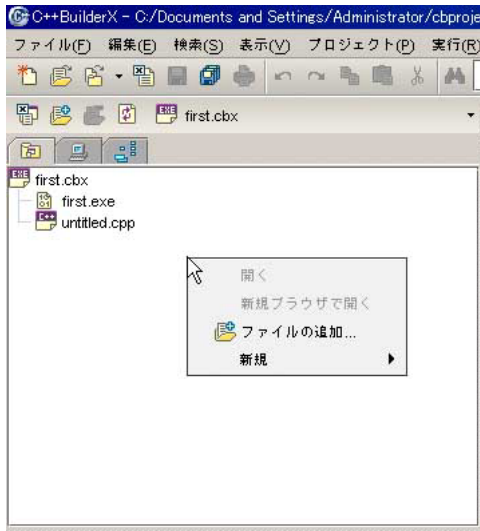 C++BuilderX - C:/Documents and Settings/Administrator/cbproje
ファイル(F) 編集(E) 検索(S) 表示(V) プロジェクト(P) 実行(R)
first.cbx
first.cbx
first.exe
untitled.cpp
開く
新規ブラウザで開く
ファイルの追加...
新規